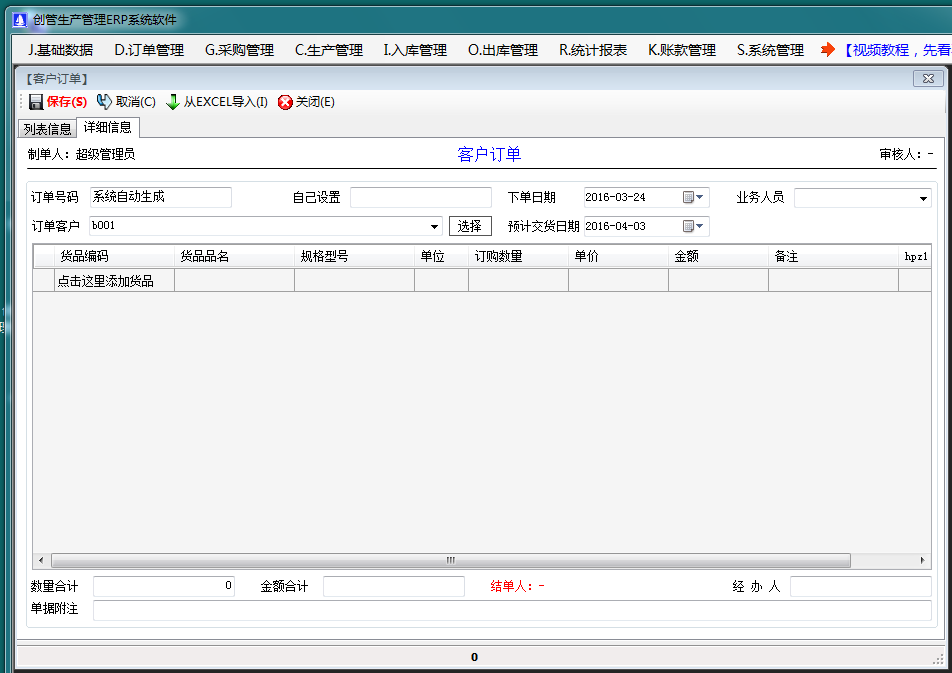 创管生产管理ERP系统软件
J.基础数据 D.订单管理 G.采购管理 C.生产管理 I.入库管理 O.出库管理 R.统计报表 K.账款管理 S.系统管理 【视频教程，先看
【客户订单】
保存(S) 取消(C) 从EXCEL导入(I) 关闭(E)
列表信息 详细信息
制单人：超级管理员 客户订单 审核人：-
订单号码 系统自动生成 自己设置 下单日期 2016-03-24 业务人员
订单客户 b001 选择 预计交货日期 2016-04-03
货品编码 货品品名 规格型号 单位 订购数量 单价 金额 备注 hpz1
点击这里添加货品
数量合计 0 金额合计 结单人：- 经 办 人
单据附注
0